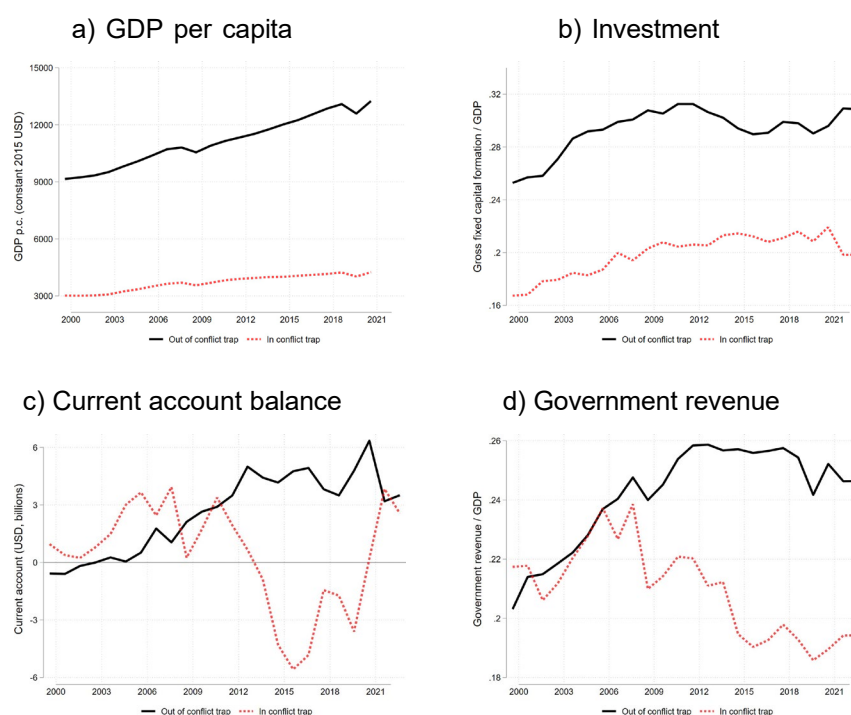 a) GDP per capita
b) Investment
15000
12000
9000
6000
3000
GDP p.c. (constant 2015 USD)
2000 2003 2006 2009 2012 2015 2018 2021
Out of conflict trap In conflict trap
.32
.28
.24
.2
.16
Gross fixed capital formation / GDP
2000 2003 2006 2009 2012 2015 2018 2021
Out of conflict trap In conflict trap
c) Current account balance
d) Government revenue
6
3
0
-3
-6
Current account (USD, billions)
2000 2003 2006 2009 2012 2015 2018 2021
Out of conflict trap In conflict trap
.26
.24
.22
.2
.18
Government revenue / GDP
2000 2003 2006 2009 2012 2015 2018 2021
Out of conflict trap In conflict trap